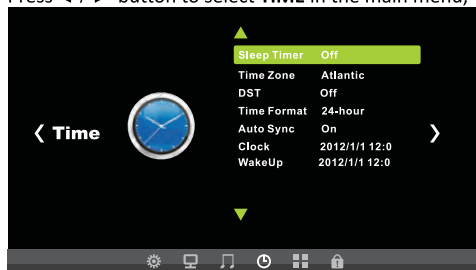 Press < / > button to select TIME in the main menu,
Sleep Timer Off
Time Zone Atlantic
DST Off
Time Format 24-hour
Auto Sync On
Clock 2012/1/1 12:0
WakeUp 2012/1/1 12:0
Time